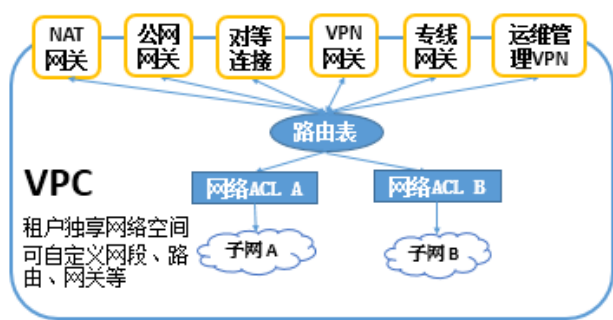 NAT
网关
公网
网关
对等
连接
VPN
网关
专线
网关
运维管
理VPN
路由表
VPC
网络ACL A
网络ACL B
租户独享网络空间
可自定义网段、路
由、网关等
子网A
子网B